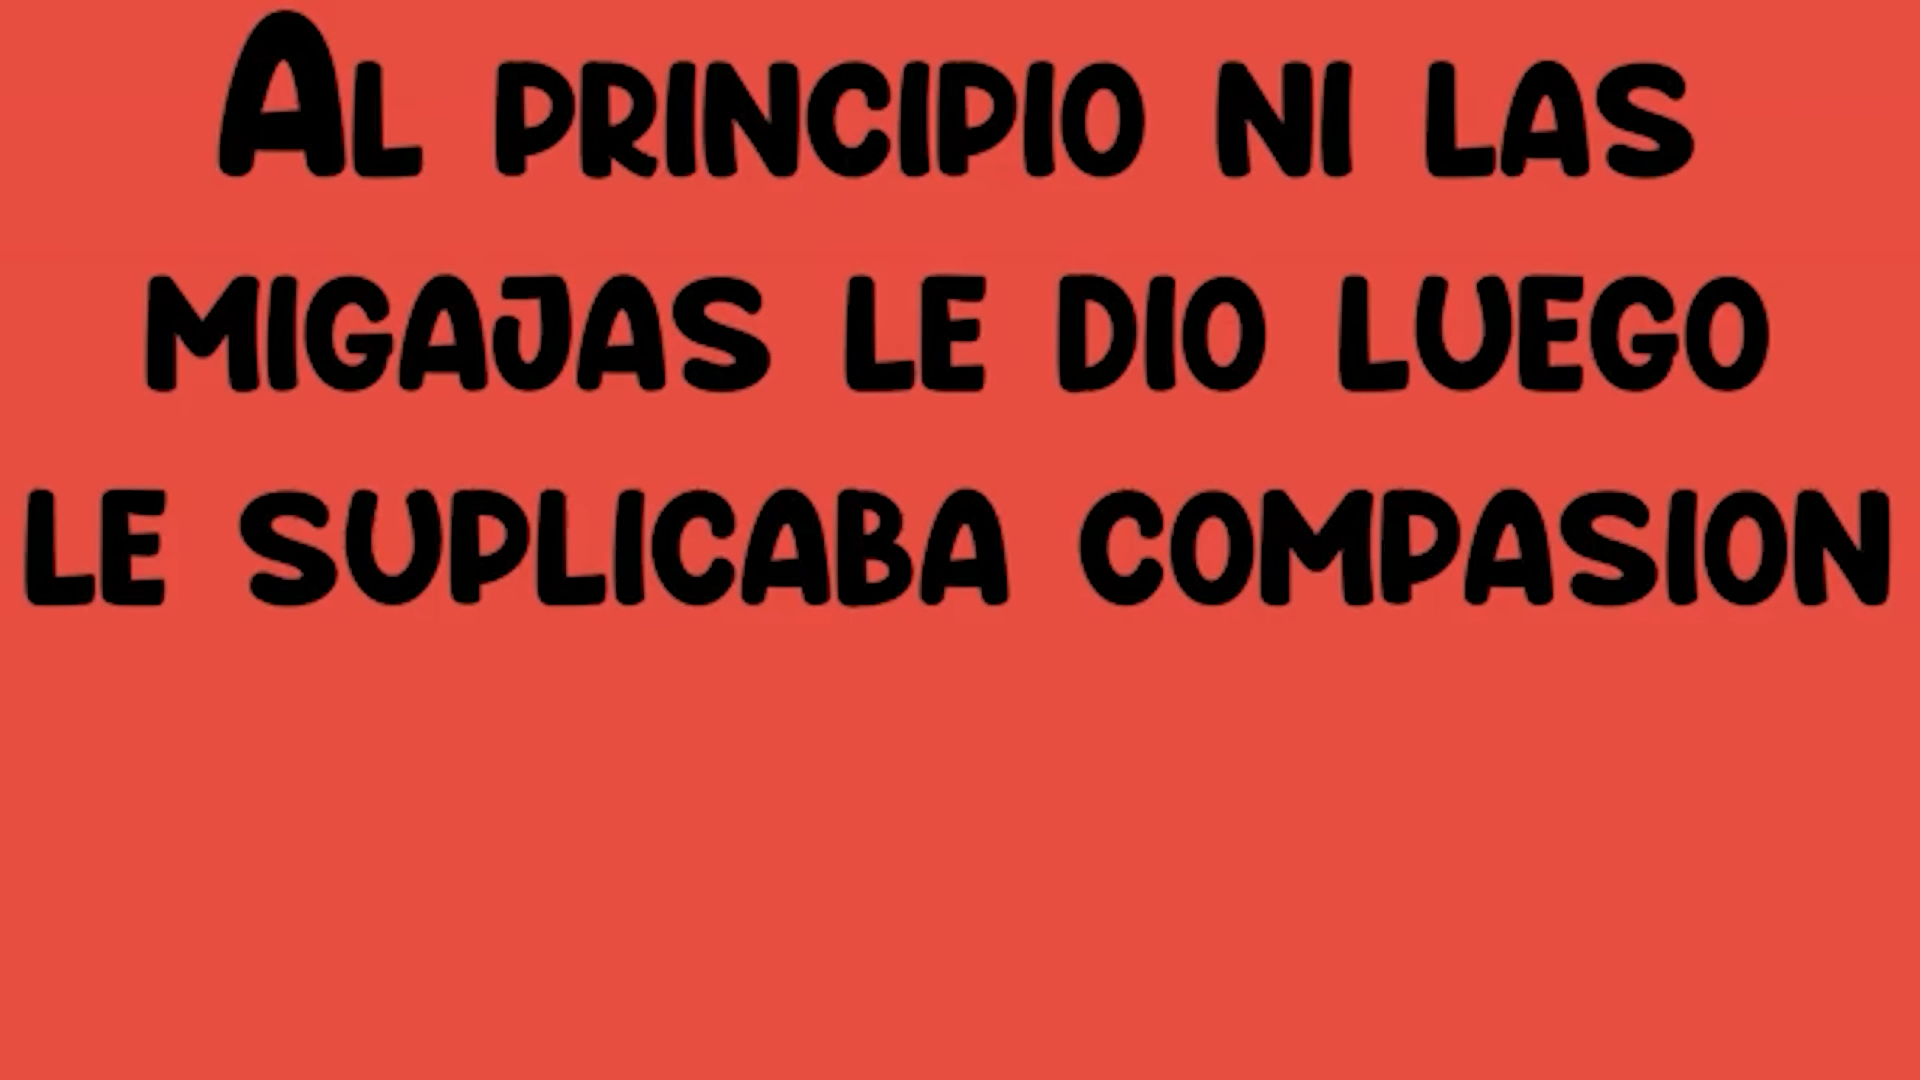 AL PRINCIPIO NI LAS
MIGAJAS LE DIO LUEGO
LE SUPLICABA COMPASION